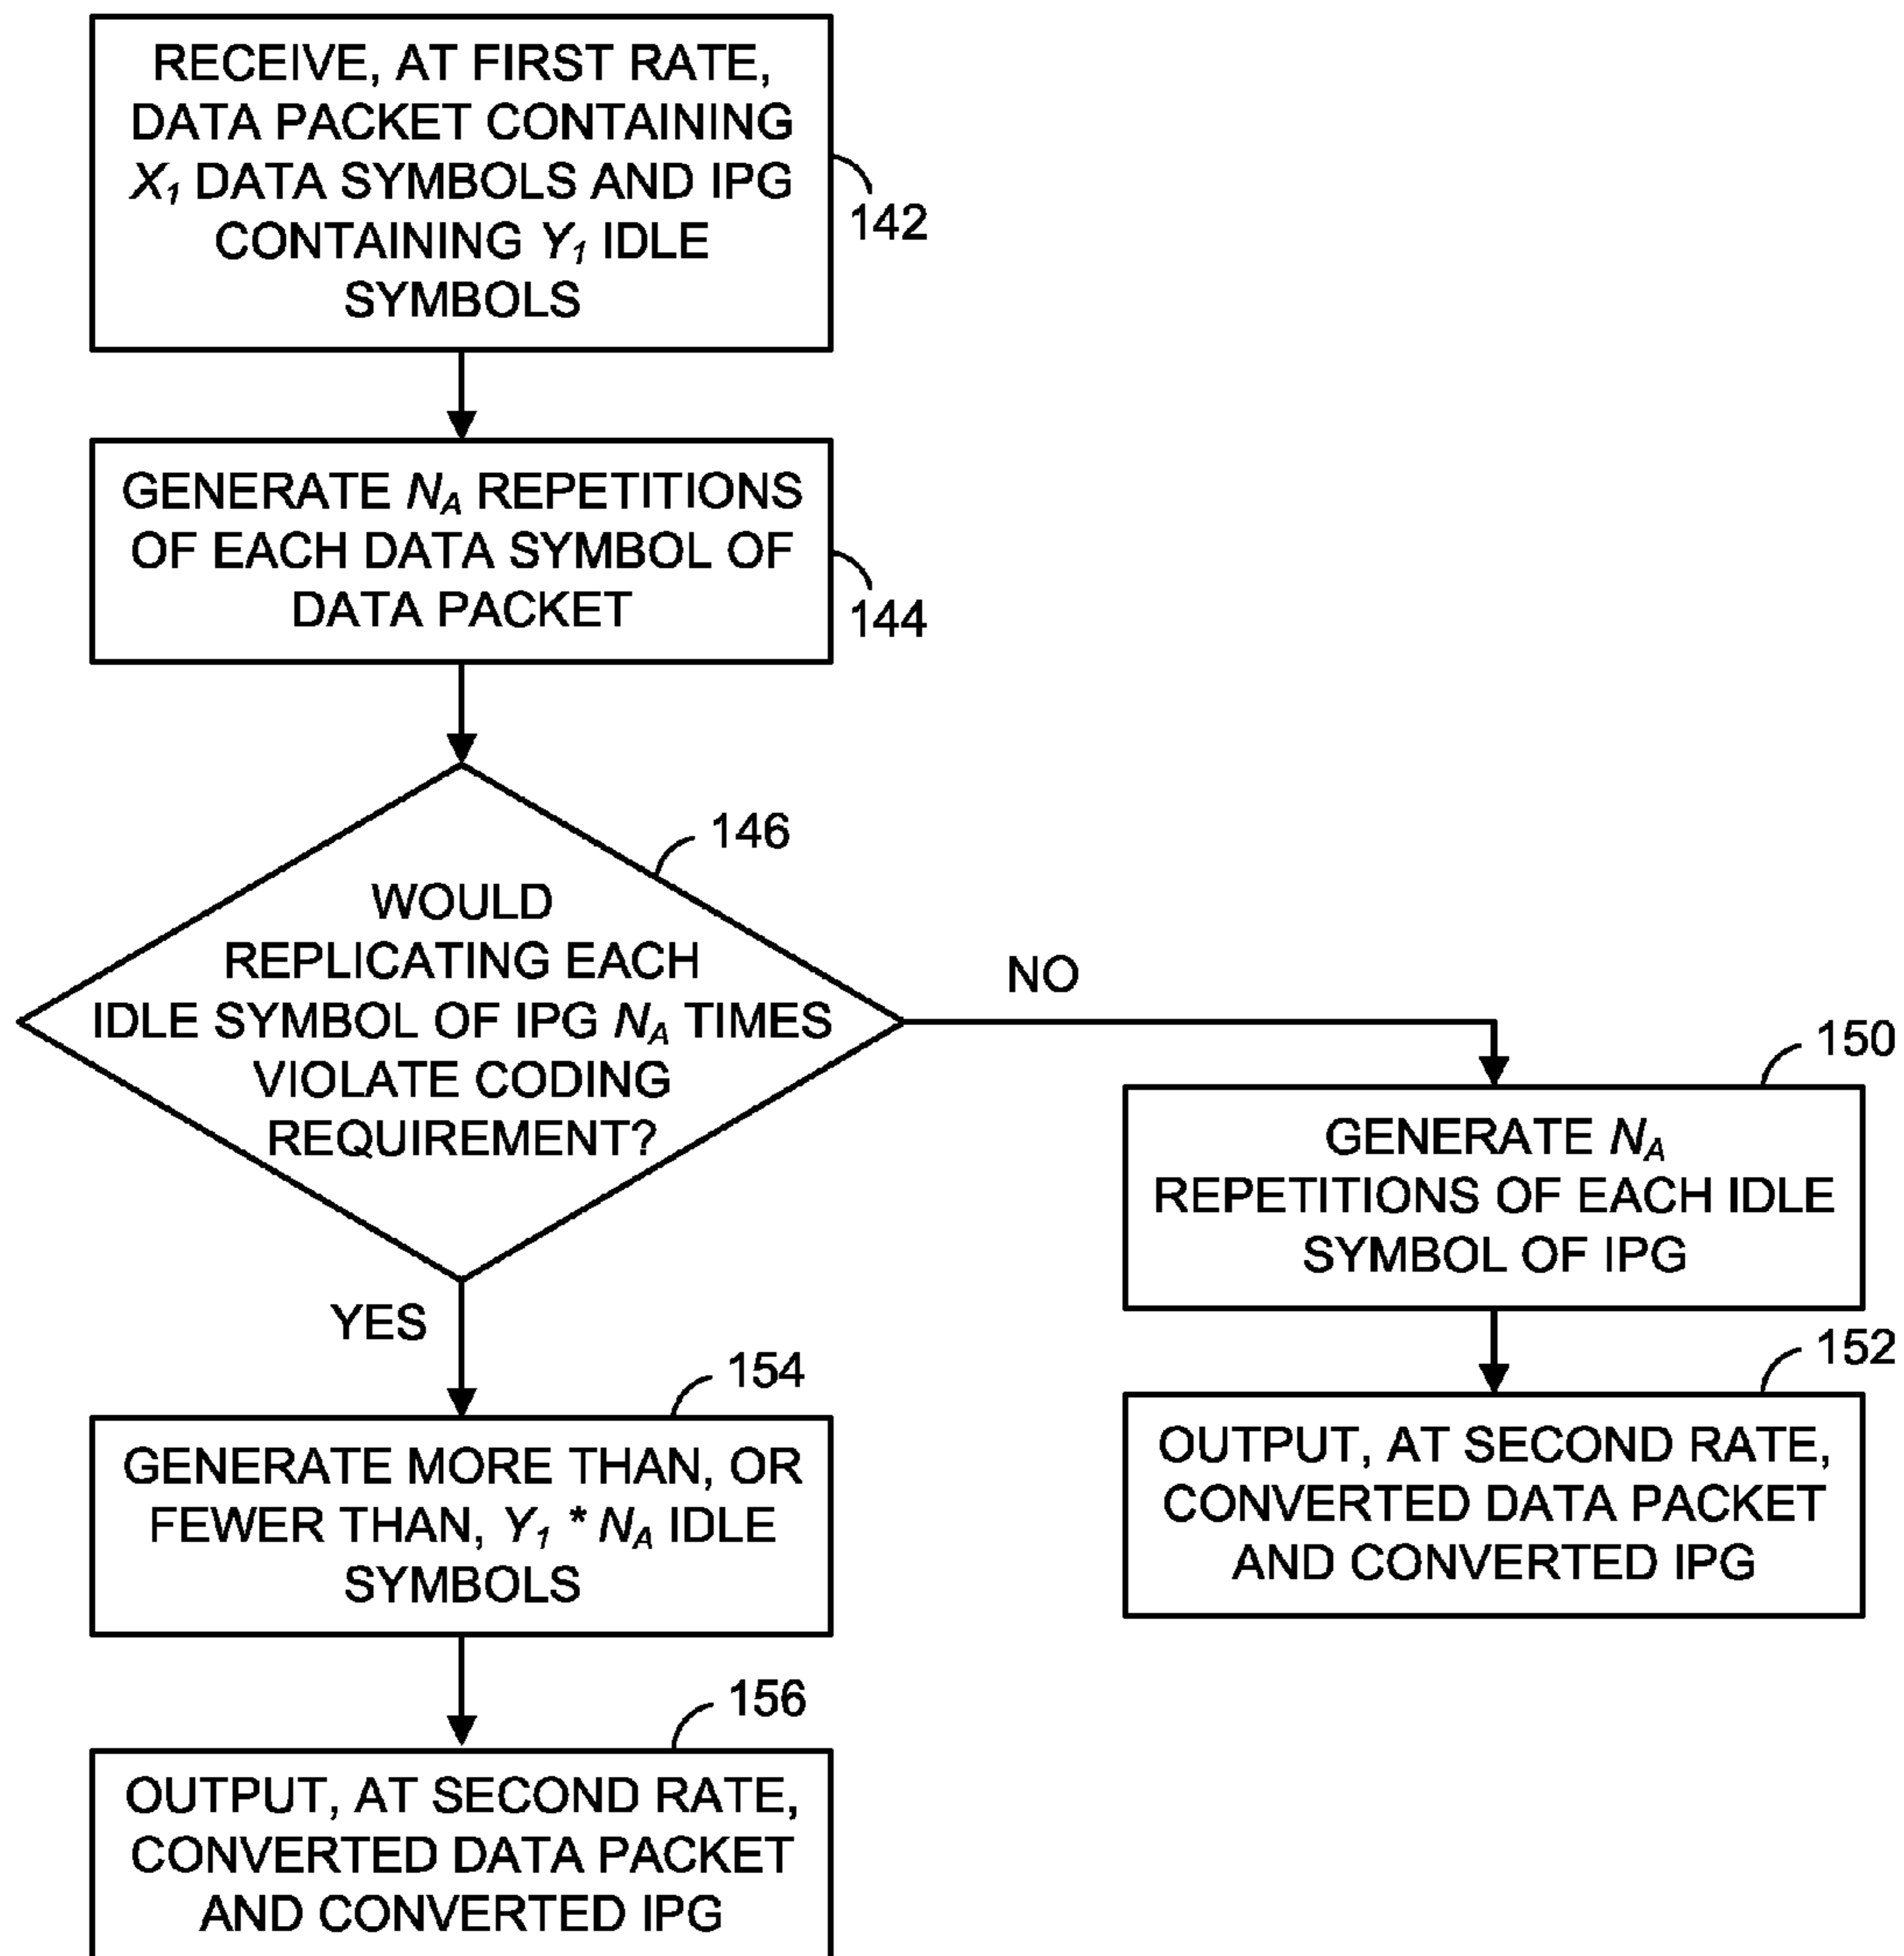 RECEIVE, AT FIRST RATE,
DATA PACKET CONTAINING
X₁ DATA SYMBOLS AND IPG
CONTAINING Y₁ IDLE
SYMBOLS
142
GENERATE N_A REPETITIONS
OF EACH DATA SYMBOL OF
DATA PACKET
144
146
WOULD
REPLICATING EACH
IDLE SYMBOL OF IPG N_A TIMES
VIOLATE CODING
REQUIREMENT?
NO
150
GENERATE N_A
REPETITIONS OF EACH IDLE
SYMBOL OF IPG
152
OUTPUT, AT SECOND RATE,
CONVERTED DATA PACKET
AND CONVERTED IPG
YES
154
GENERATE MORE THAN, OR
FEWER THAN, Y₁ * N_A IDLE
SYMBOLS
156
OUTPUT, AT SECOND RATE,
CONVERTED DATA PACKET
AND CONVERTED IPG